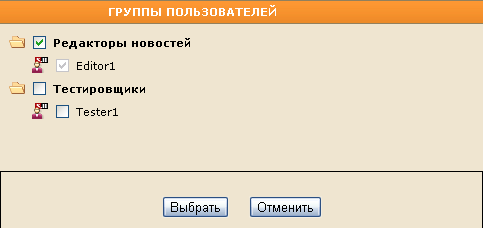 ГРУППЫ ПОЛЬЗОВАТЕЛЕЙ
Редакторы новостей
Editor1
Тестировщики
Tester1
Выбрать Отменить